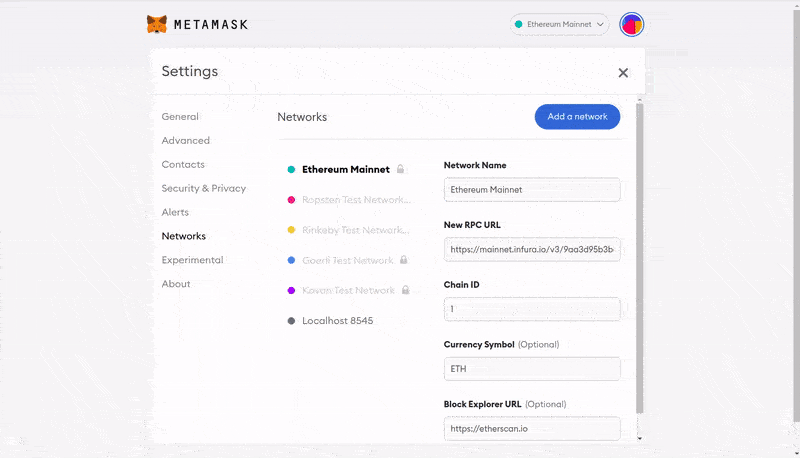 METAMASK
Ethereum Mainnet
Settings
General
Advanced
Contacts
Security & Privacy
Alerts
Networks
Experimental
About
Networks
Add a network
Ethereum Mainnet
Ropsten Test Network...
Rinkeby Test Network...
Goerli Test Network
Kovan Test Network
Localhost 8545
Network Name
Ethereum Mainnet
New RPC URL
https://mainnet.infura.io/v3/9aa3d95b3b
Chain ID
1
Currency Symbol (Optional)
ETH
Block Explorer URL (Optional)
https://etherscan.io